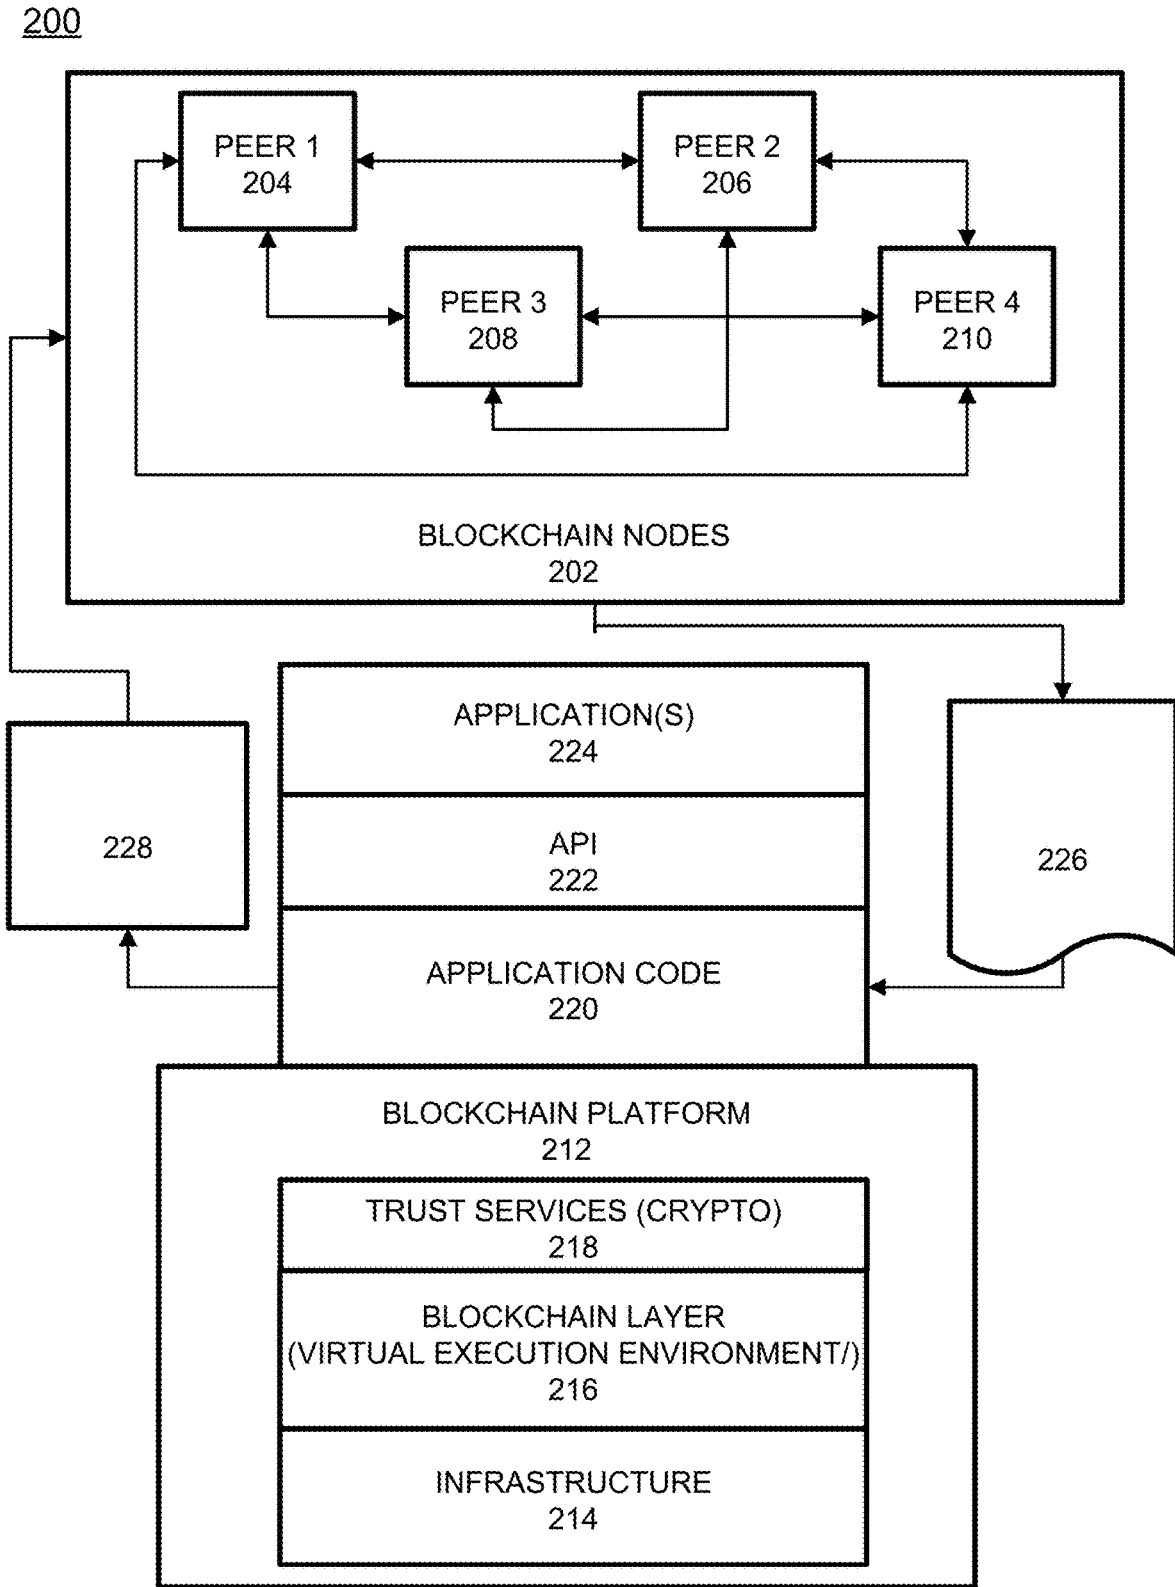 200
PEER 1
204
PEER 2
206
PEER 3
208
PEER 4
210
BLOCKCHAIN NODES
202
APPLICATION(S)
224
API
222
228
226
APPLICATION CODE
220
BLOCKCHAIN PLATFORM
212
TRUST SERVICES (CRYPTO)
218
BLOCKCHAIN LAYER
(VIRTUAL EXECUTION ENVIRONMENT/)
216
INFRASTRUCTURE
214